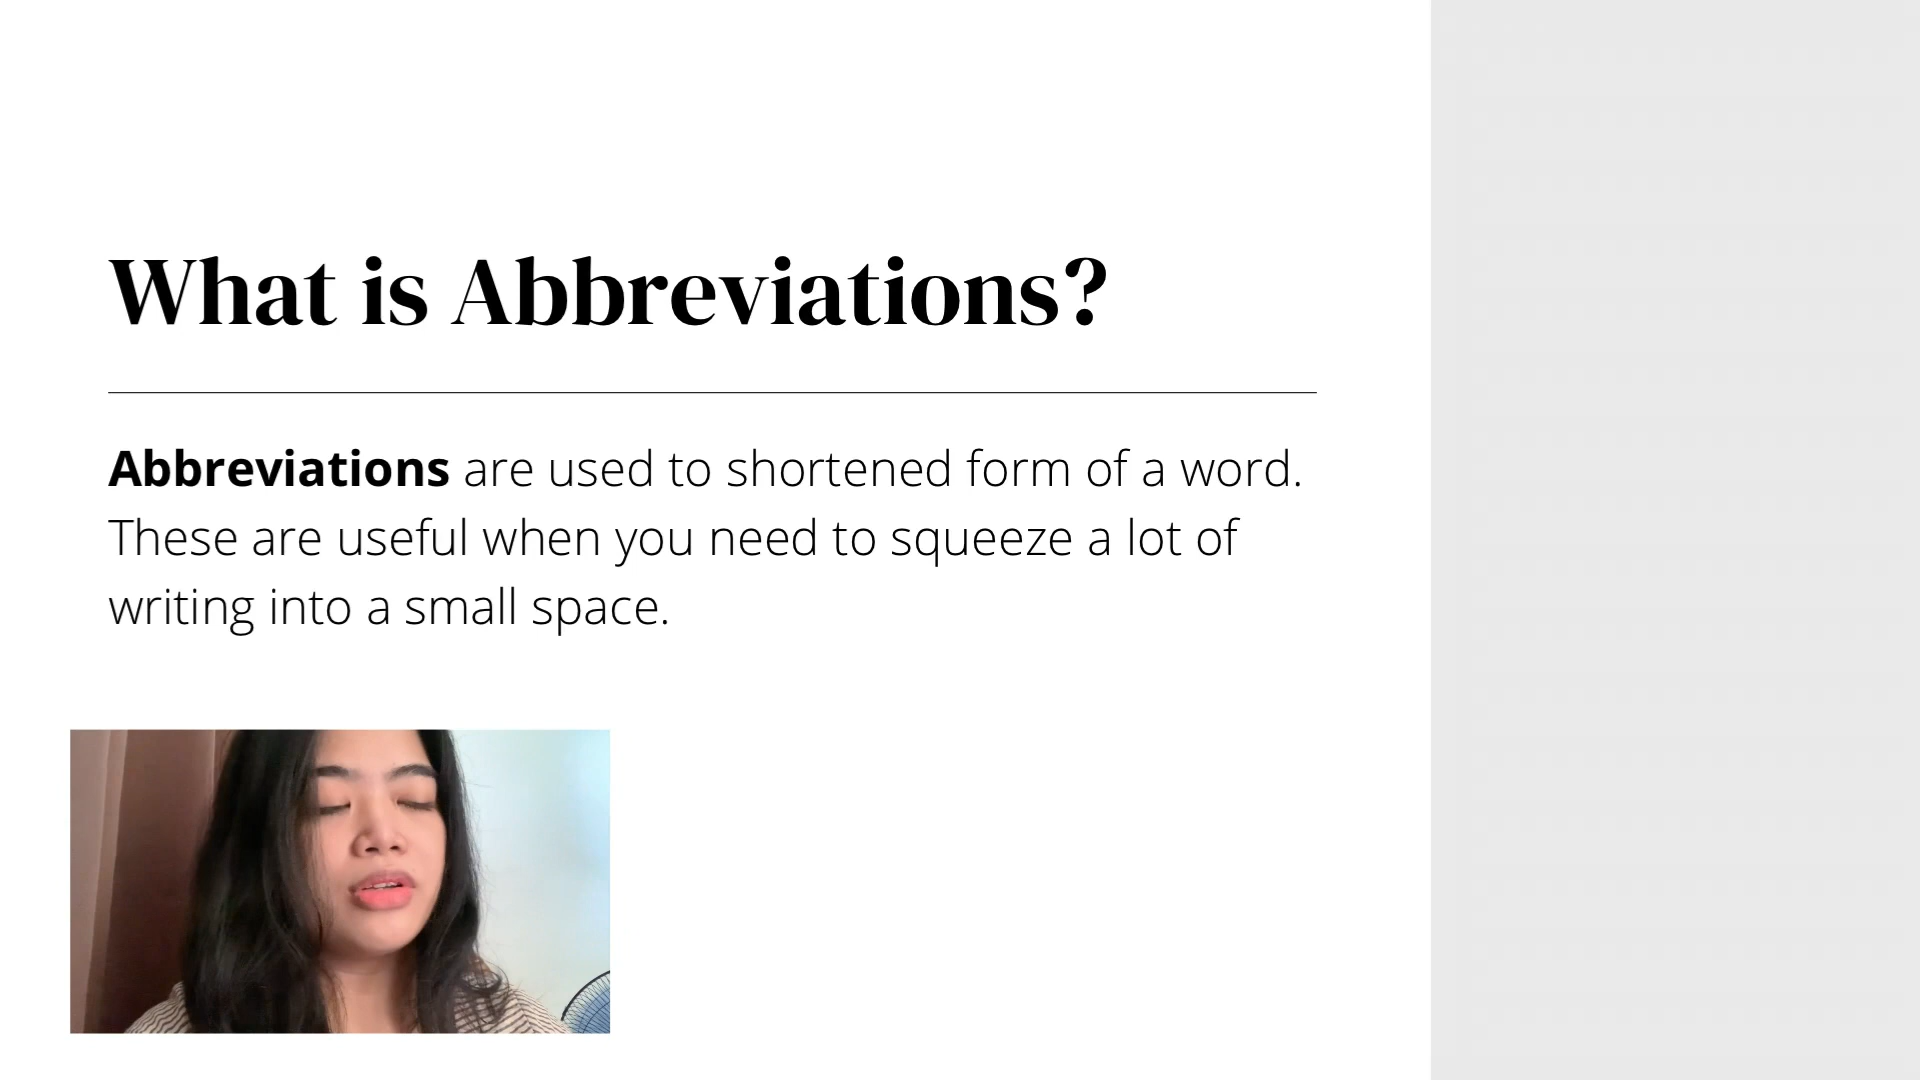 What is Abbreviations?
Abbreviations are used to shortened form of a word.
These are useful when you need to squeeze a lot of
writing into a small space.